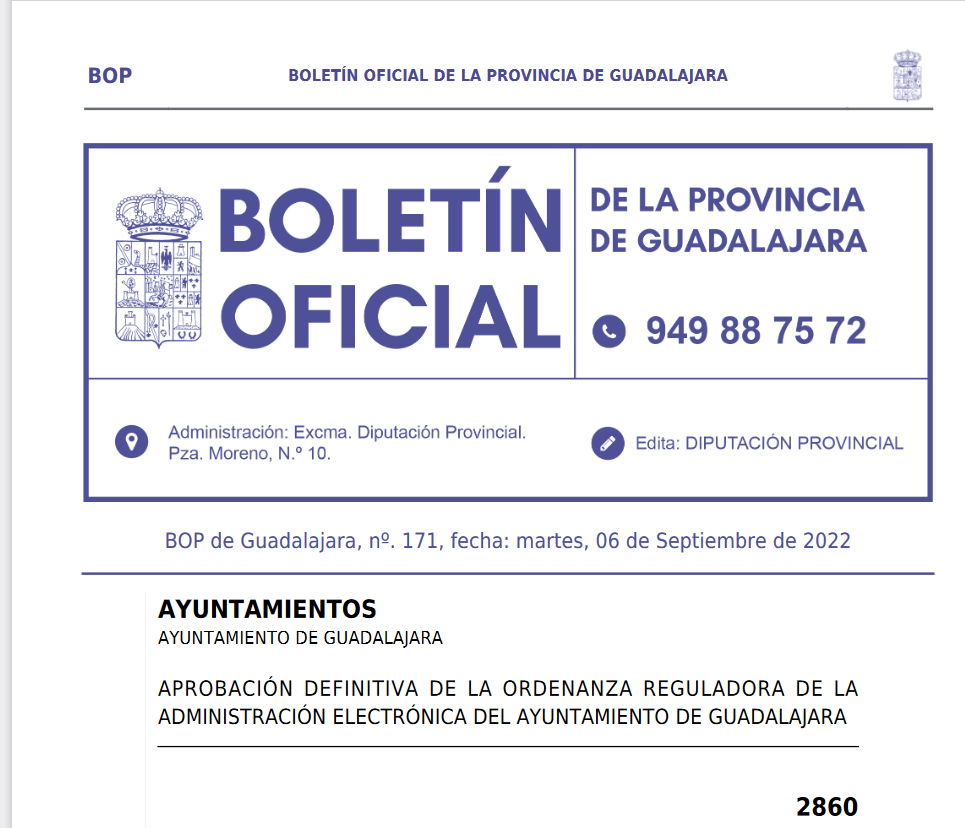 BOP
BOLETÍN OFICIAL DE LA PROVINCIA DE GUADALAJARA
BOLETÍN
OFICIAL
DE LA PROVINCIA
DE GUADALAJARA
949 88 75 72
Administración: Excma. Diputación Provincial.
Pza. Moreno, N.º 10.
Edita: DIPUTACIÓN PROVINCIAL
BOP de Guadalajara, nº. 171, fecha: martes, 06 de Septiembre de 2022
AYUNTAMIENTOS
AYUNTAMIENTO DE GUADALAJARA
APROBACIÓN DEFINITIVA DE LA ORDENANZA REGULADORA DE LA
ADMINISTRACIÓN ELECTRÓNICA DEL AYUNTAMIENTO DE GUADALAJARA
2860